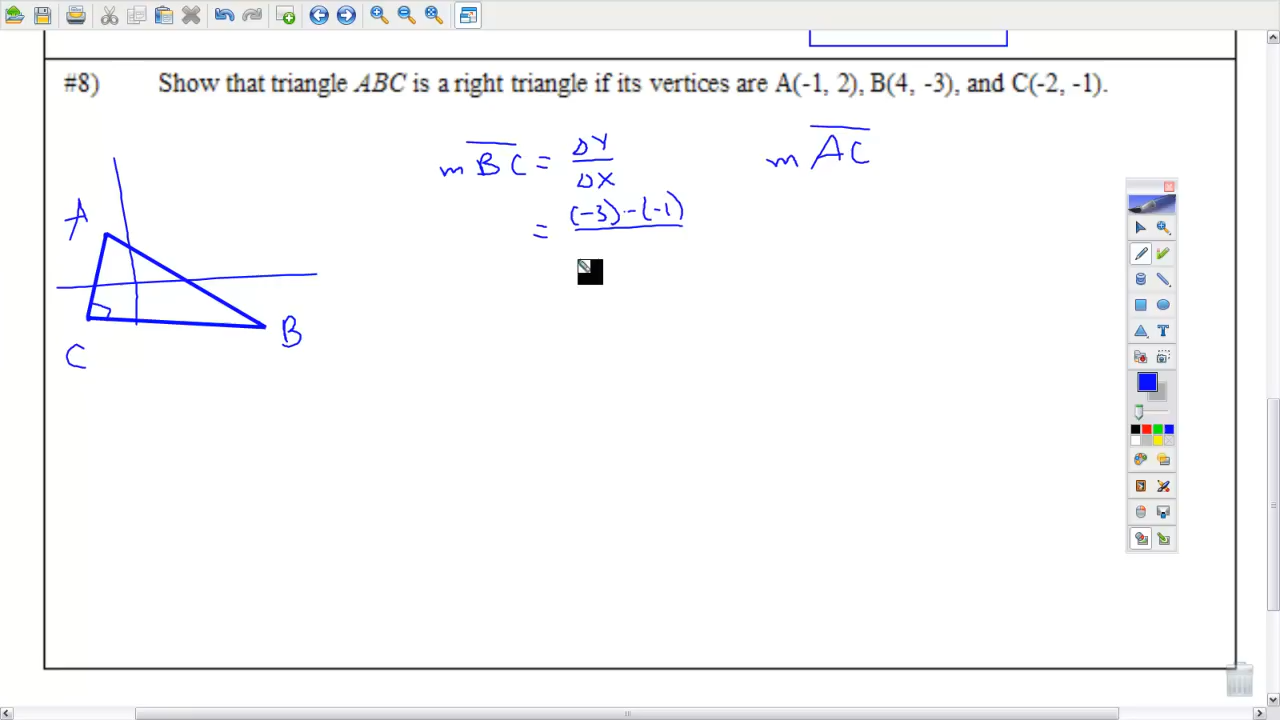 #8) Show that triangle ABC is a right triangle if its vertices are A(-1, 2), B(4, -3), and C(-2, -1).
m BC = ΔY
ΔX
m AC
= (-3) - (-1)
A
B
C